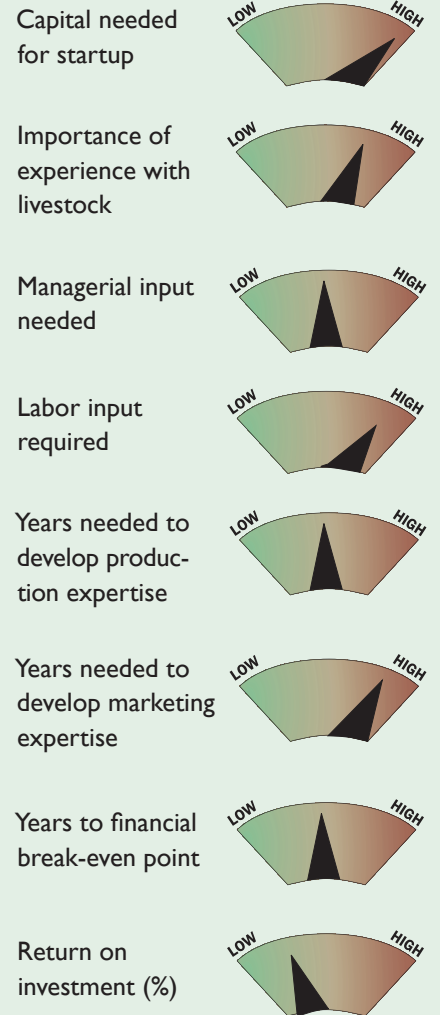 Capital needed
for startup
LOW HIGH
Importance of
experience with
livestock
LOW HIGH
Managerial input
needed
LOW HIGH
Labor input
required
LOW HIGH
Years needed to
develop produc-
tion expertise
LOW HIGH
Years needed to
develop marketing
expertise
LOW HIGH
Years to financial
break-even point
LOW HIGH
Return on
investment (%)
LOW HIGH